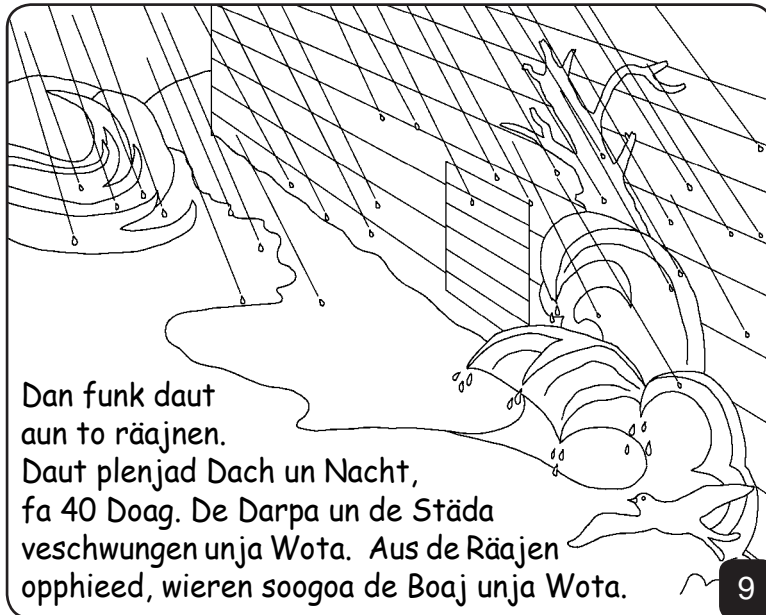 Dan funk daut
aun to räajnen.
Daut plenjad Dach un Nacht,
fa 40 Doag. De Darpa un de Städa
veschwungen unja Wota. Aus de Räajen
opphieed, wieren soogoa de Boaj unja Wota.
9